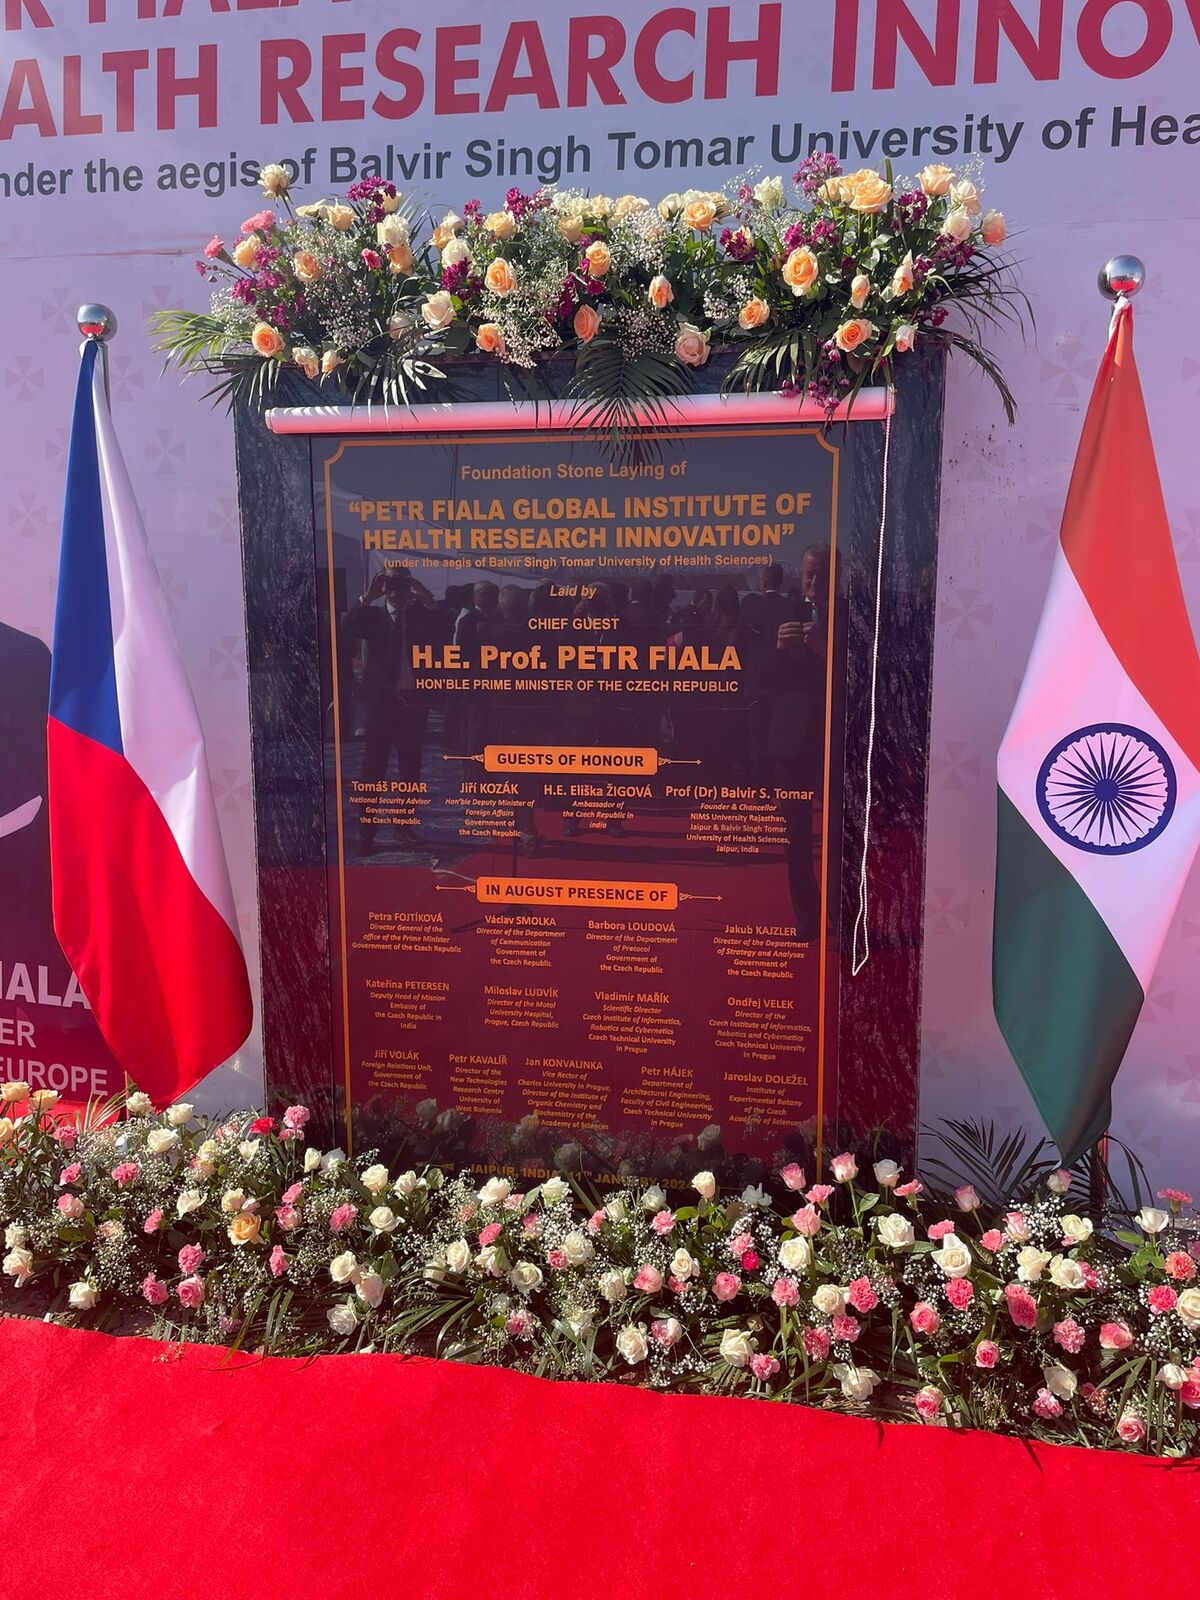 ALTH RESEARCH INNOV
nder the aegis of Balvir Singh Tomar University of Hea
Foundation Stone Laying of
“PETR FIALA GLOBAL INSTITUTE OF
HEALTH RESEARCH INNOVATION”
(under the aegis of Balvir Singh Tomar University of Health Sciences)
Laid by
CHIEF GUEST
H.E. Prof. PETR FIALA
HON'BLE PRIME MINISTER OF THE CZECH REPUBLIC
GUESTS OF HONOUR
Tomáš POJAR
National Security Advisor
Government of
the Czech Republic
Jiří KOZÁK
Hon'ble Deputy Minister of
Foreign Affairs
Government of
the Czech Republic
H.E. Eliška ŽIGOVÁ
Ambassador of
the Czech Republic in
India
Prof (Dr) Balvir S. Tomar
Founder & Chancellor
NIMS University Rajasthan,
Jaipur & Balvir Singh Tomar
University of Health Sciences,
Jaipur, India
IN AUGUST PRESENCE OF
Petra FOJTÍKOVÁ
Director General of the
office of the Prime Minister
Government of the Czech Republic
Václav SMOLKA
Director of the Department
of Communication
Government of
the Czech Republic
Barbora LOUDOVÁ
Director of the Department
of Protocol
Government of
the Czech Republic
Jakub KAJZLER
Director of the Department
of Strategy and Analyses
Government of
the Czech Republic
Kateřina PETERSEN
Deputy Head of Mission
Embassy of
the Czech Republic in
India
Miloslav LUDVÍK
Director of the Motol
University Hospital,
Prague, Czech Republic
Vladimír MAŘÍK
Scientific Director
Czech Institute of Informatics,
Robotics and Cybernetics
Czech Technical University
in Prague
Ondřej VELEK
Director of the
Czech Institute of Informatics,
Robotics and Cybernetics
Czech Technical University
in Prague
Jiří VOLÁK
Foreign Relations Unit,
Government of
the Czech Republic
Petr KAVALÍŘ
Director of the
New Technologies
Research Centre
University of
West Bohemia
Jan KONVALINKA
Vice Rector of
Charles University in Prague,
Director of the Institute of
Organic Chemistry and
Biochemistry of the
Academy of Sciences
Petr HÁJEK
Department of
Architectural Engineering,
Faculty of Civil Engineering,
Czech Technical University
in Prague
Jaroslav DOLEŽEL
Institute of
Experimental Botany
of the Czech
Academy of Sciences
JAIPUR, INDIA, 11TH JANUARY 2024
IALA
ER
EUROPE